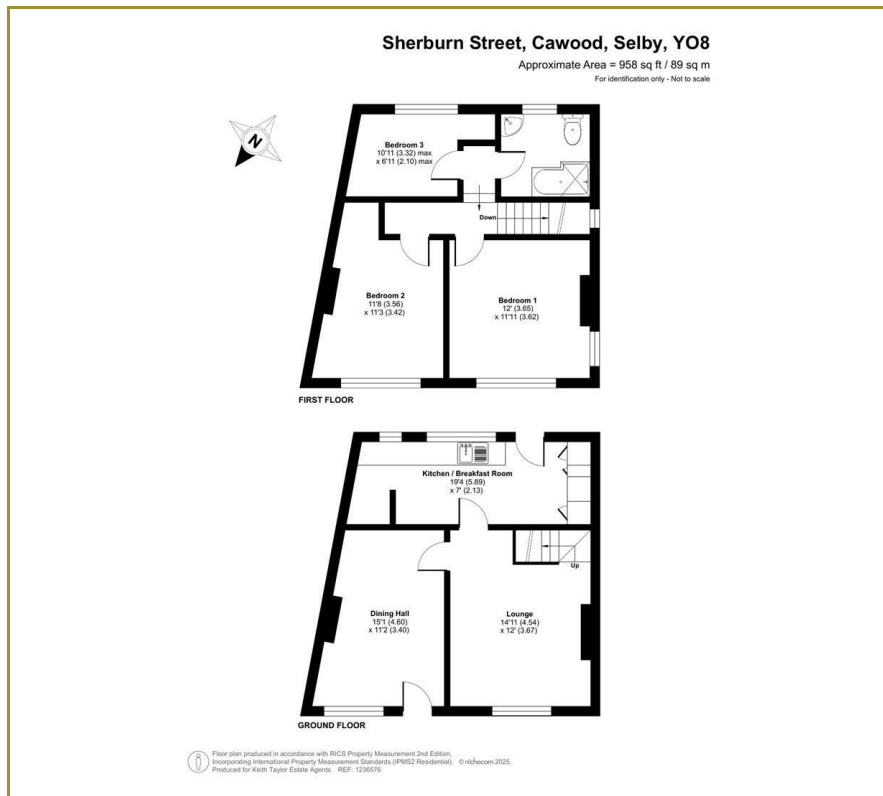 Sherburn Street, Cawood, Selby, YO8
Approximate Area = 958 sq ft / 89 sq m
For identification only - Not to scale
N
Bedroom 3
10'11 (3.32) max
x 6'11 (2.10) max
Down
Bedroom 2
11'8 (3.56)
x 11'3 (3.42)
Bedroom 1
12' (3.65)
x 11'11 (3.62)
FIRST FLOOR
Kitchen / Breakfast Room
19'4 (5.89)
x 7' (2.13)
Up
Dining Hall
15'1 (4.60)
x 11'2 (3.40)
Lounge
14'11 (4.54)
x 12' (3.67)
GROUND FLOOR
Floor plan produced in accordance with RICS Property Measurement 2nd Edition,
Incorporating International Property Measurement Standards (IPMS2 Residential). © nichecom 2025.
Produced for Keith Taylor Estate Agents. REF: 1236576